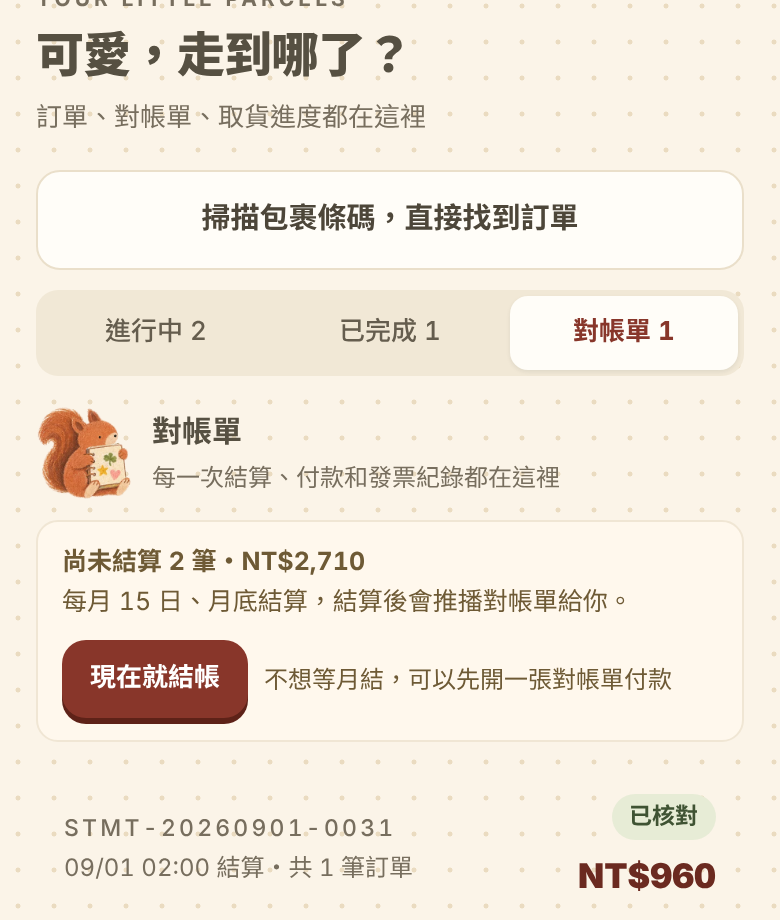 YOUR LITTLE PARCELS
可愛，走到哪了？
訂單、對帳單、取貨進度都在這裡
掃描包裹條碼，直接找到訂單
進行中 2
已完成 1
對帳單 1
對帳單
每一次結算、付款和發票紀錄都在這裡
尚未結算 2 筆・NT$2,710
每月 15 日、月底結算，結算後會推播對帳單給你。
現在就結帳
不想等月結，可以先開一張對帳單付款
已核對
STMT-20260901-0031
09/01 02:00 結算・共 1 筆訂單
NT$960